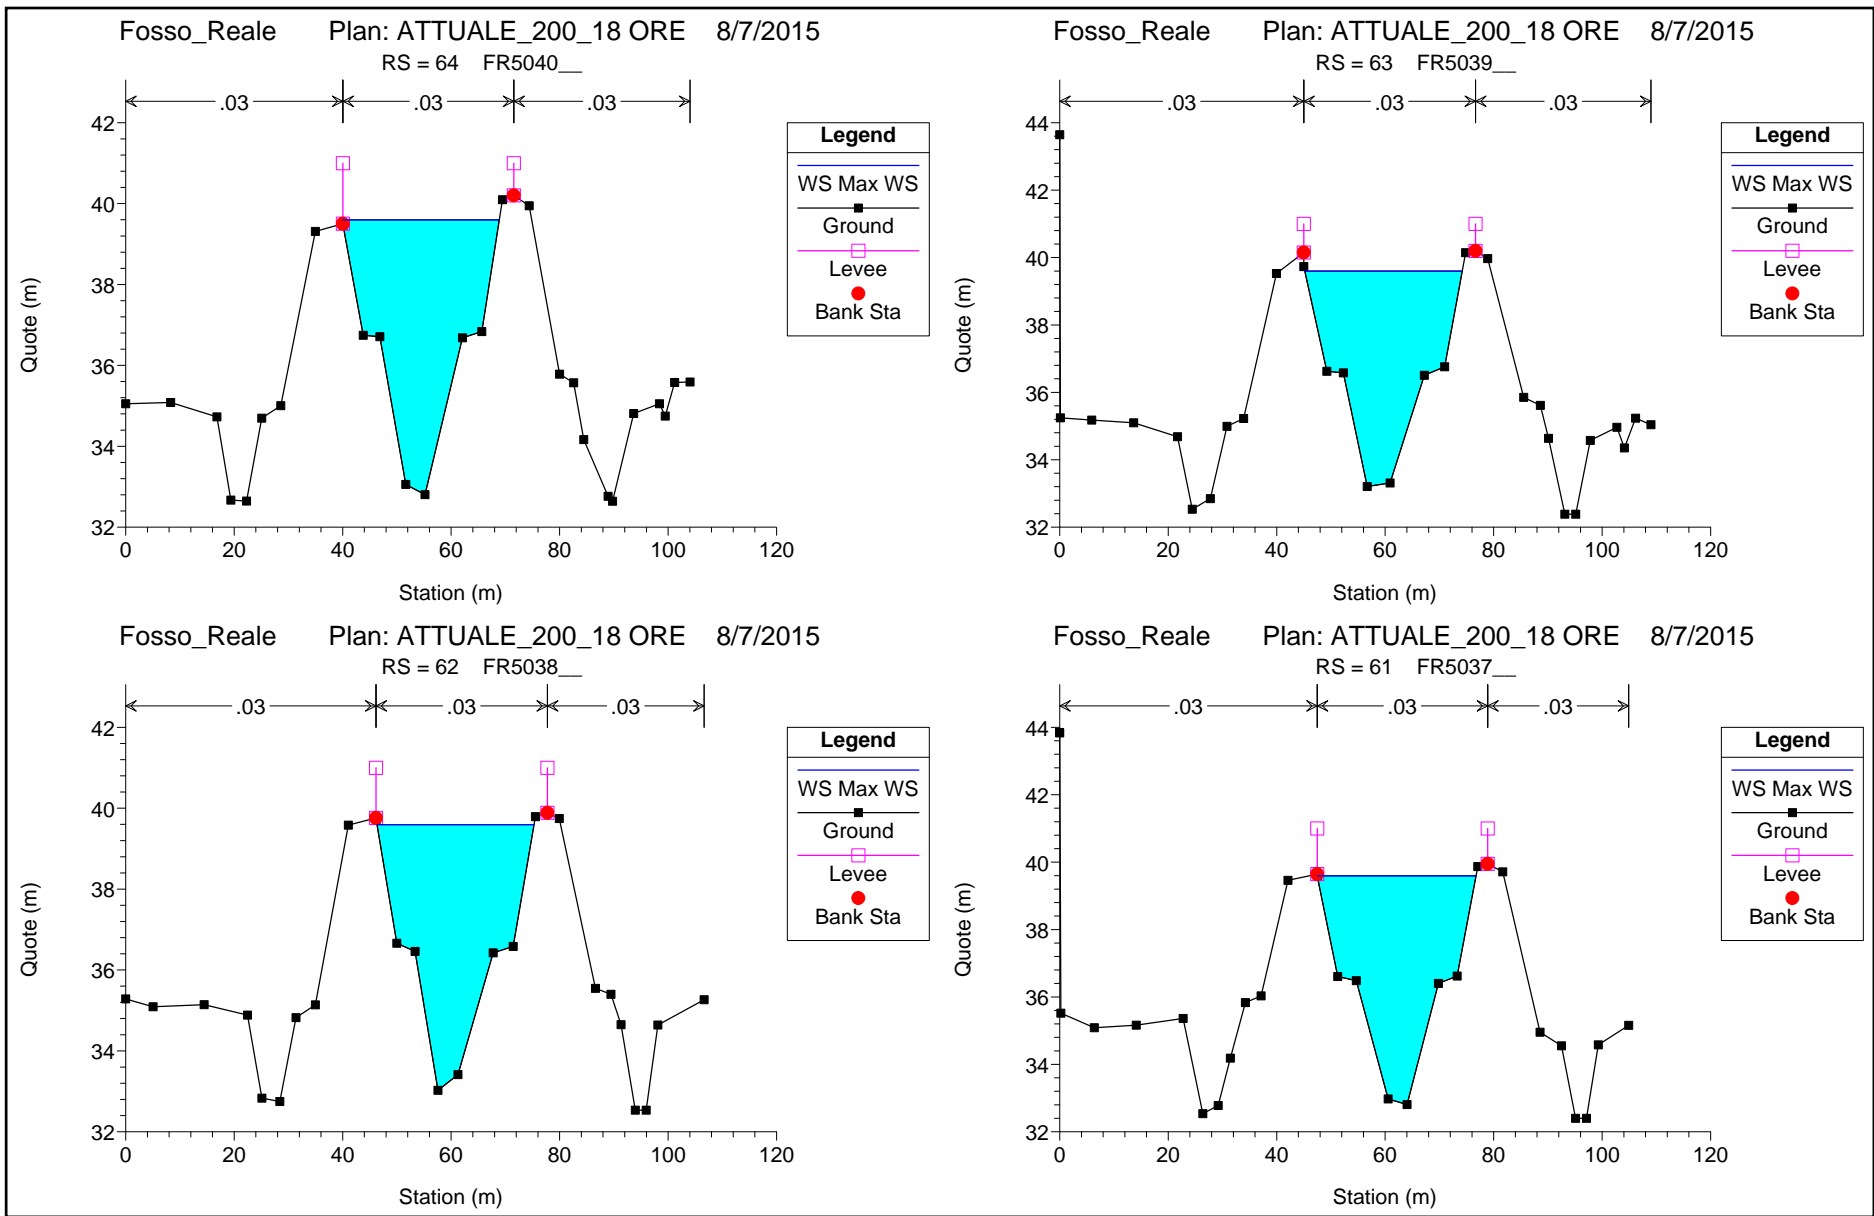 Fosso_Reale Plan: ATTUALE_200_18 ORE 8/7/2015
RS = 64 FR5040__
.03 .03 .03
42
40
38
36
34
32
0 20 40 60 80 100 120
Station (m)
Quote (m)
Legend
WS Max WS
Ground
Levee
Bank Sta
Fosso_Reale Plan: ATTUALE_200_18 ORE 8/7/2015
RS = 63 FR5039__
.03 .03 .03
44
42
40
38
36
34
32
0 20 40 60 80 100 120
Station (m)
Quote (m)
Legend
WS Max WS
Ground
Levee
Bank Sta
Fosso_Reale Plan: ATTUALE_200_18 ORE 8/7/2015
RS = 62 FR5038__
.03 .03 .03
42
40
38
36
34
32
0 20 40 60 80 100 120
Station (m)
Quote (m)
Legend
WS Max WS
Ground
Levee
Bank Sta
Fosso_Reale Plan: ATTUALE_200_18 ORE 8/7/2015
RS = 61 FR5037__
.03 .03 .03
44
42
40
38
36
34
32
0 20 40 60 80 100 120
Station (m)
Quote (m)
Legend
WS Max WS
Ground
Levee
Bank Sta